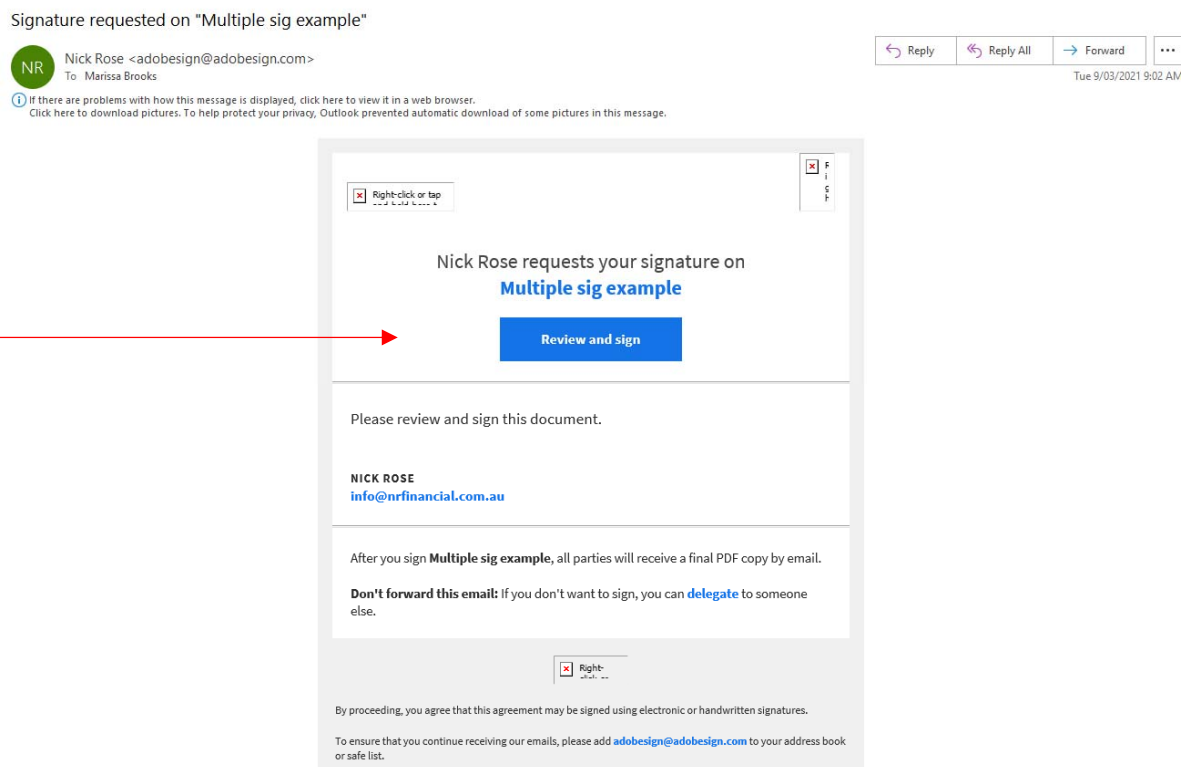 Signature requested on "Multiple sig example"
NR
Nick Rose <adobesign@adobesign.com>
To Marissa Brooks
Reply
Reply All
Forward
Tue 9/03/2021 9:02 AM
If there are problems with how this message is displayed, click here to view it in a web browser.
Click here to download pictures. To help protect your privacy, Outlook prevented automatic download of some pictures in this message.
Right-click or tap
Nick Rose requests your signature on
Multiple sig example
Review and sign
Please review and sign this document.
NICK ROSE
info@nrfinancial.com.au
After you sign Multiple sig example, all parties will receive a final PDF copy by email.
Don't forward this email: If you don't want to sign, you can delegate to someone
else.
Right-
By proceeding, you agree that this agreement may be signed using electronic or handwritten signatures.
To ensure that you continue receiving our emails, please add adobesign@adobesign.com to your address book
or safe list.